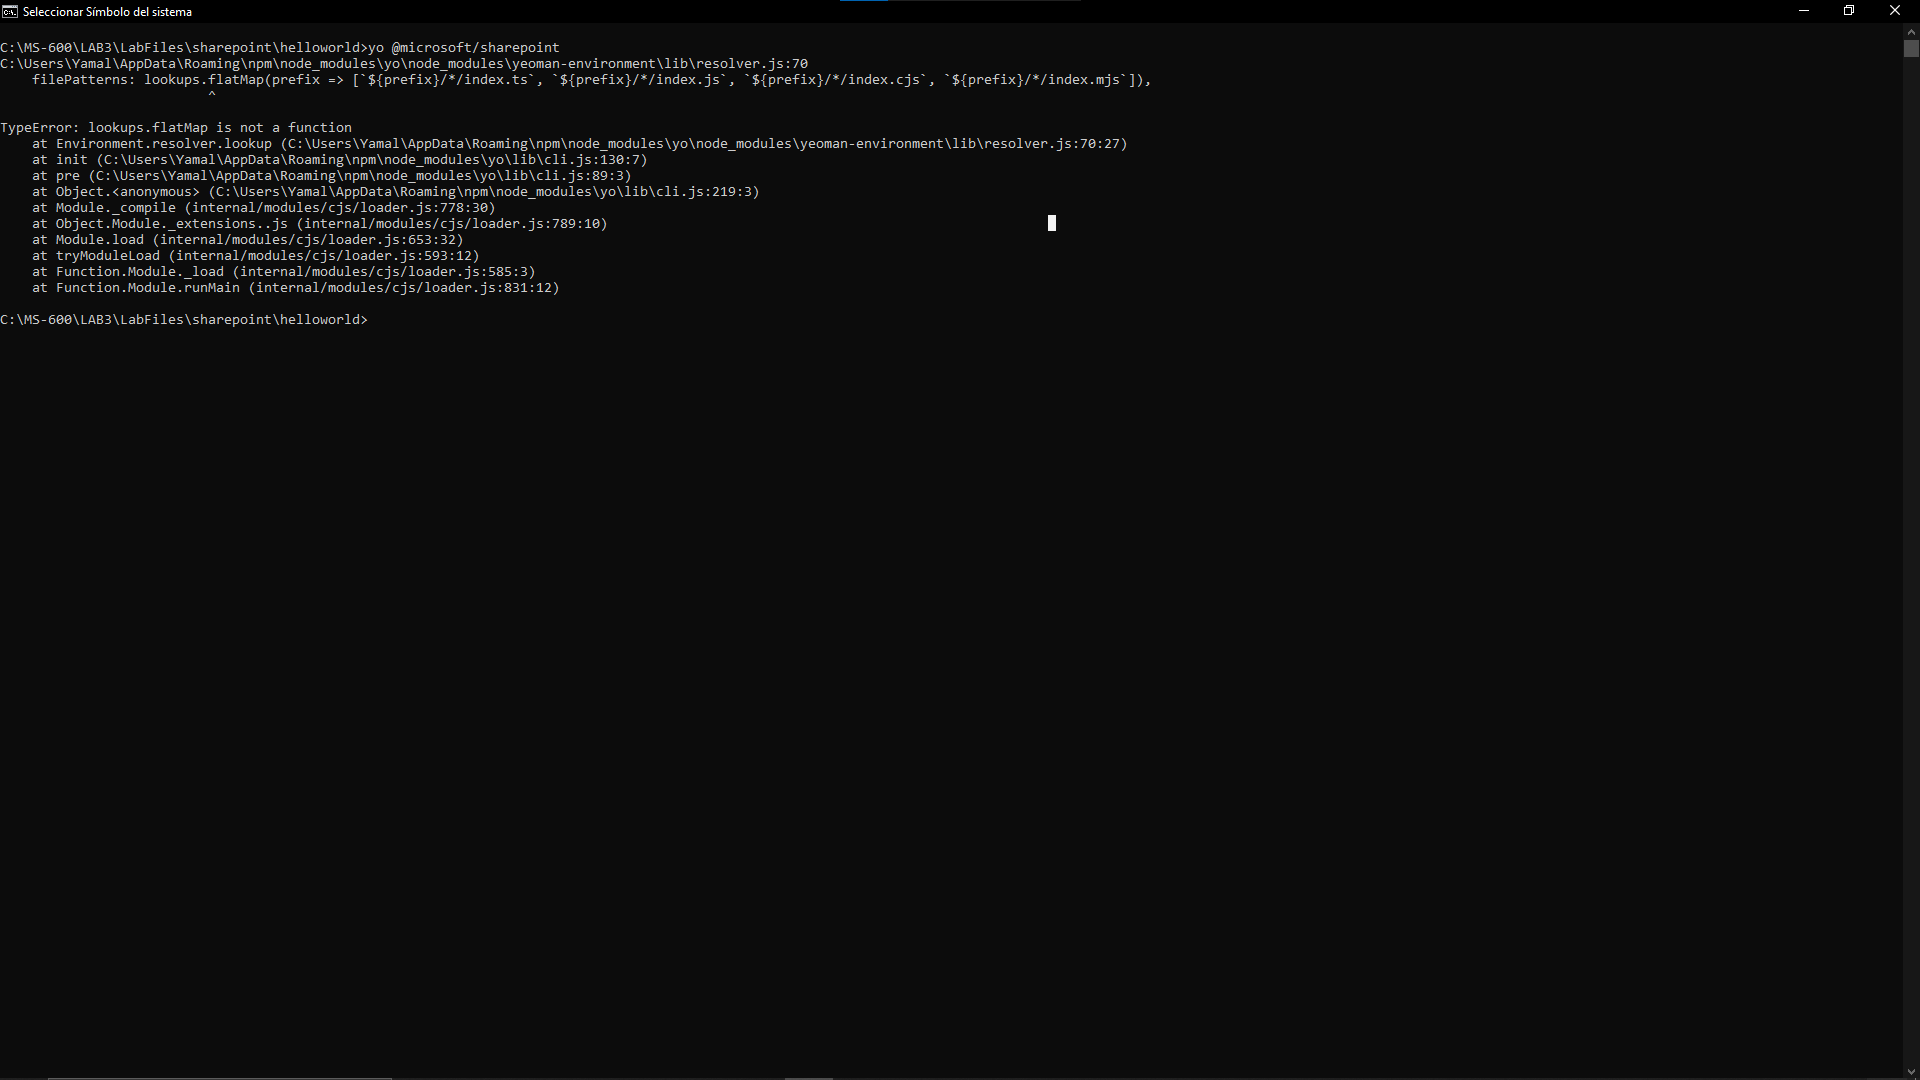 Seleccionar Símbolo del sistema
C:\MS-600\LAB3\LabFiles\sharepoint\helloworld>yo @microsoft/sharepoint
C:\Users\Yamal\AppData\Roaming\npm\node_modules\yo\node_modules\yeoman-environment\lib\resolver.js:70
    filePatterns: lookups.flatMap(prefix => [`${prefix}/*/index.ts`, `${prefix}/*/index.js`, `${prefix}/*/index.cjs`, `${prefix}/*/index.mjs`]),
                          ^
TypeError: lookups.flatMap is not a function
    at Environment.resolver.lookup (C:\Users\Yamal\AppData\Roaming\npm\node_modules\yo\node_modules\yeoman-environment\lib\resolver.js:70:27)
    at init (C:\Users\Yamal\AppData\Roaming\npm\node_modules\yo\lib\cli.js:130:7)
    at pre (C:\Users\Yamal\AppData\Roaming\npm\node_modules\yo\lib\cli.js:89:3)
    at Object.<anonymous> (C:\Users\Yamal\AppData\Roaming\npm\node_modules\yo\lib\cli.js:219:3)
    at Module._compile (internal/modules/cjs/loader.js:778:30)
    at Object.Module._extensions..js (internal/modules/cjs/loader.js:789:10)
    at Module.load (internal/modules/cjs/loader.js:653:32)
    at tryModuleLoad (internal/modules/cjs/loader.js:593:12)
    at Function.Module._load (internal/modules/cjs/loader.js:585:3)
    at Function.Module.runMain (internal/modules/cjs/loader.js:831:12)
C:\MS-600\LAB3\LabFiles\sharepoint\helloworld>